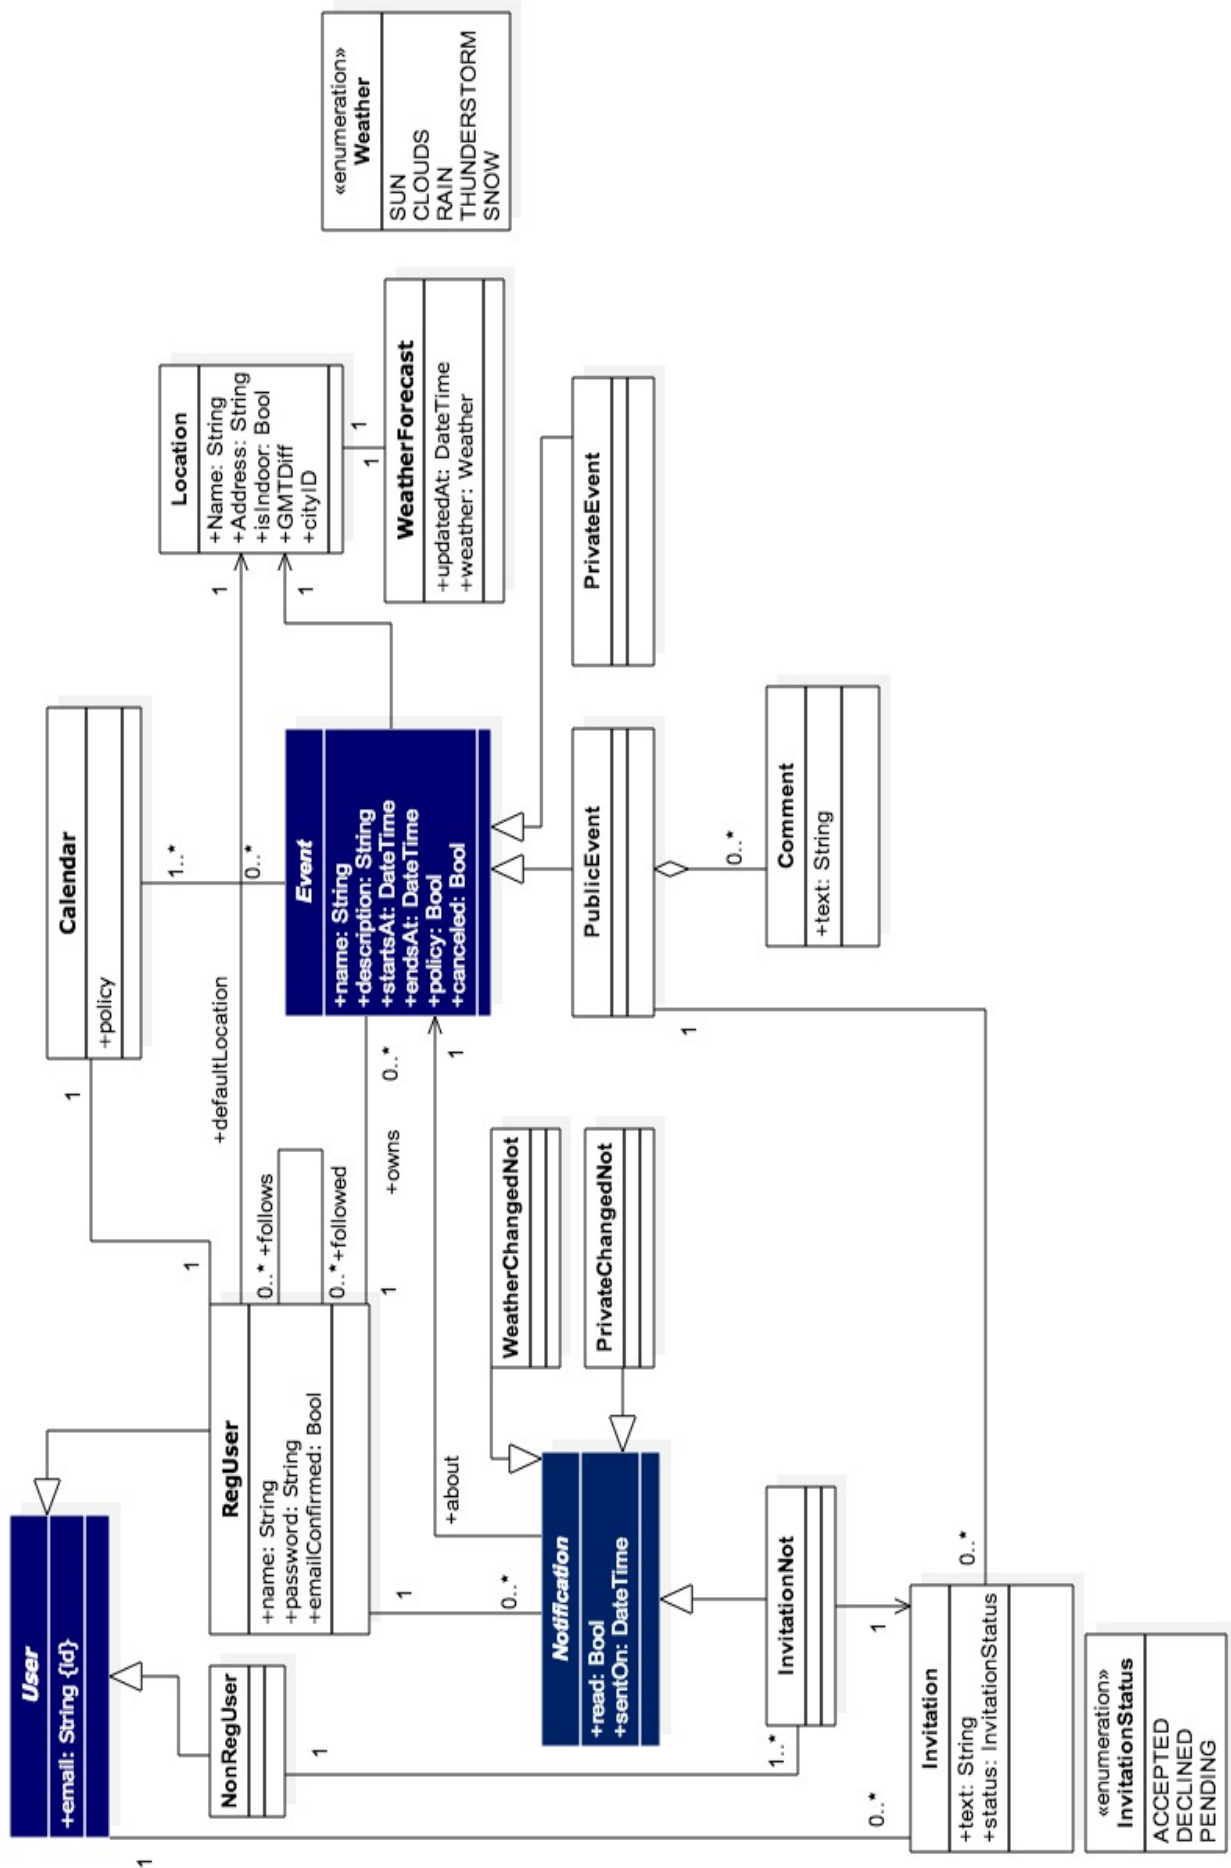 User
+email: String {id}
NonRegUser
RegUser
+name: String
+password: String
+emailConfirmed: Bool
Calendar
+policy
Location
+Name: String
+Address: String
+isIndoor: Bool
+GMTDiff
+cityID
«enumeration»
Weather
SUN
CLOUDS
RAIN
THUNDERSTORM
SNOW
WeatherForecast
+updatedAt: DateTime
+weather: Weather
Event
+name: String
+description: String
+startsAt: DateTime
+endsAt: DateTime
+policy: Bool
+canceled: Bool
PublicEvent
PrivateEvent
Comment
+text: String
Notification
+read: Bool
+sentOn: DateTime
WeatherChangedNot
PrivateChangedNot
InvitationNot
Invitation
+text: String
+status: InvitationStatus
«enumeration»
InvitationStatus
ACCEPTED
DECLINED
PENDING
1
1
1..*
0..*
+defaultLocation
1
1
1
1
0..* +follows
0..*+followed
1
+owns
0..*
1
0..*
+about
1
1
1..*
1
0..*
1
0..*
0..*
1